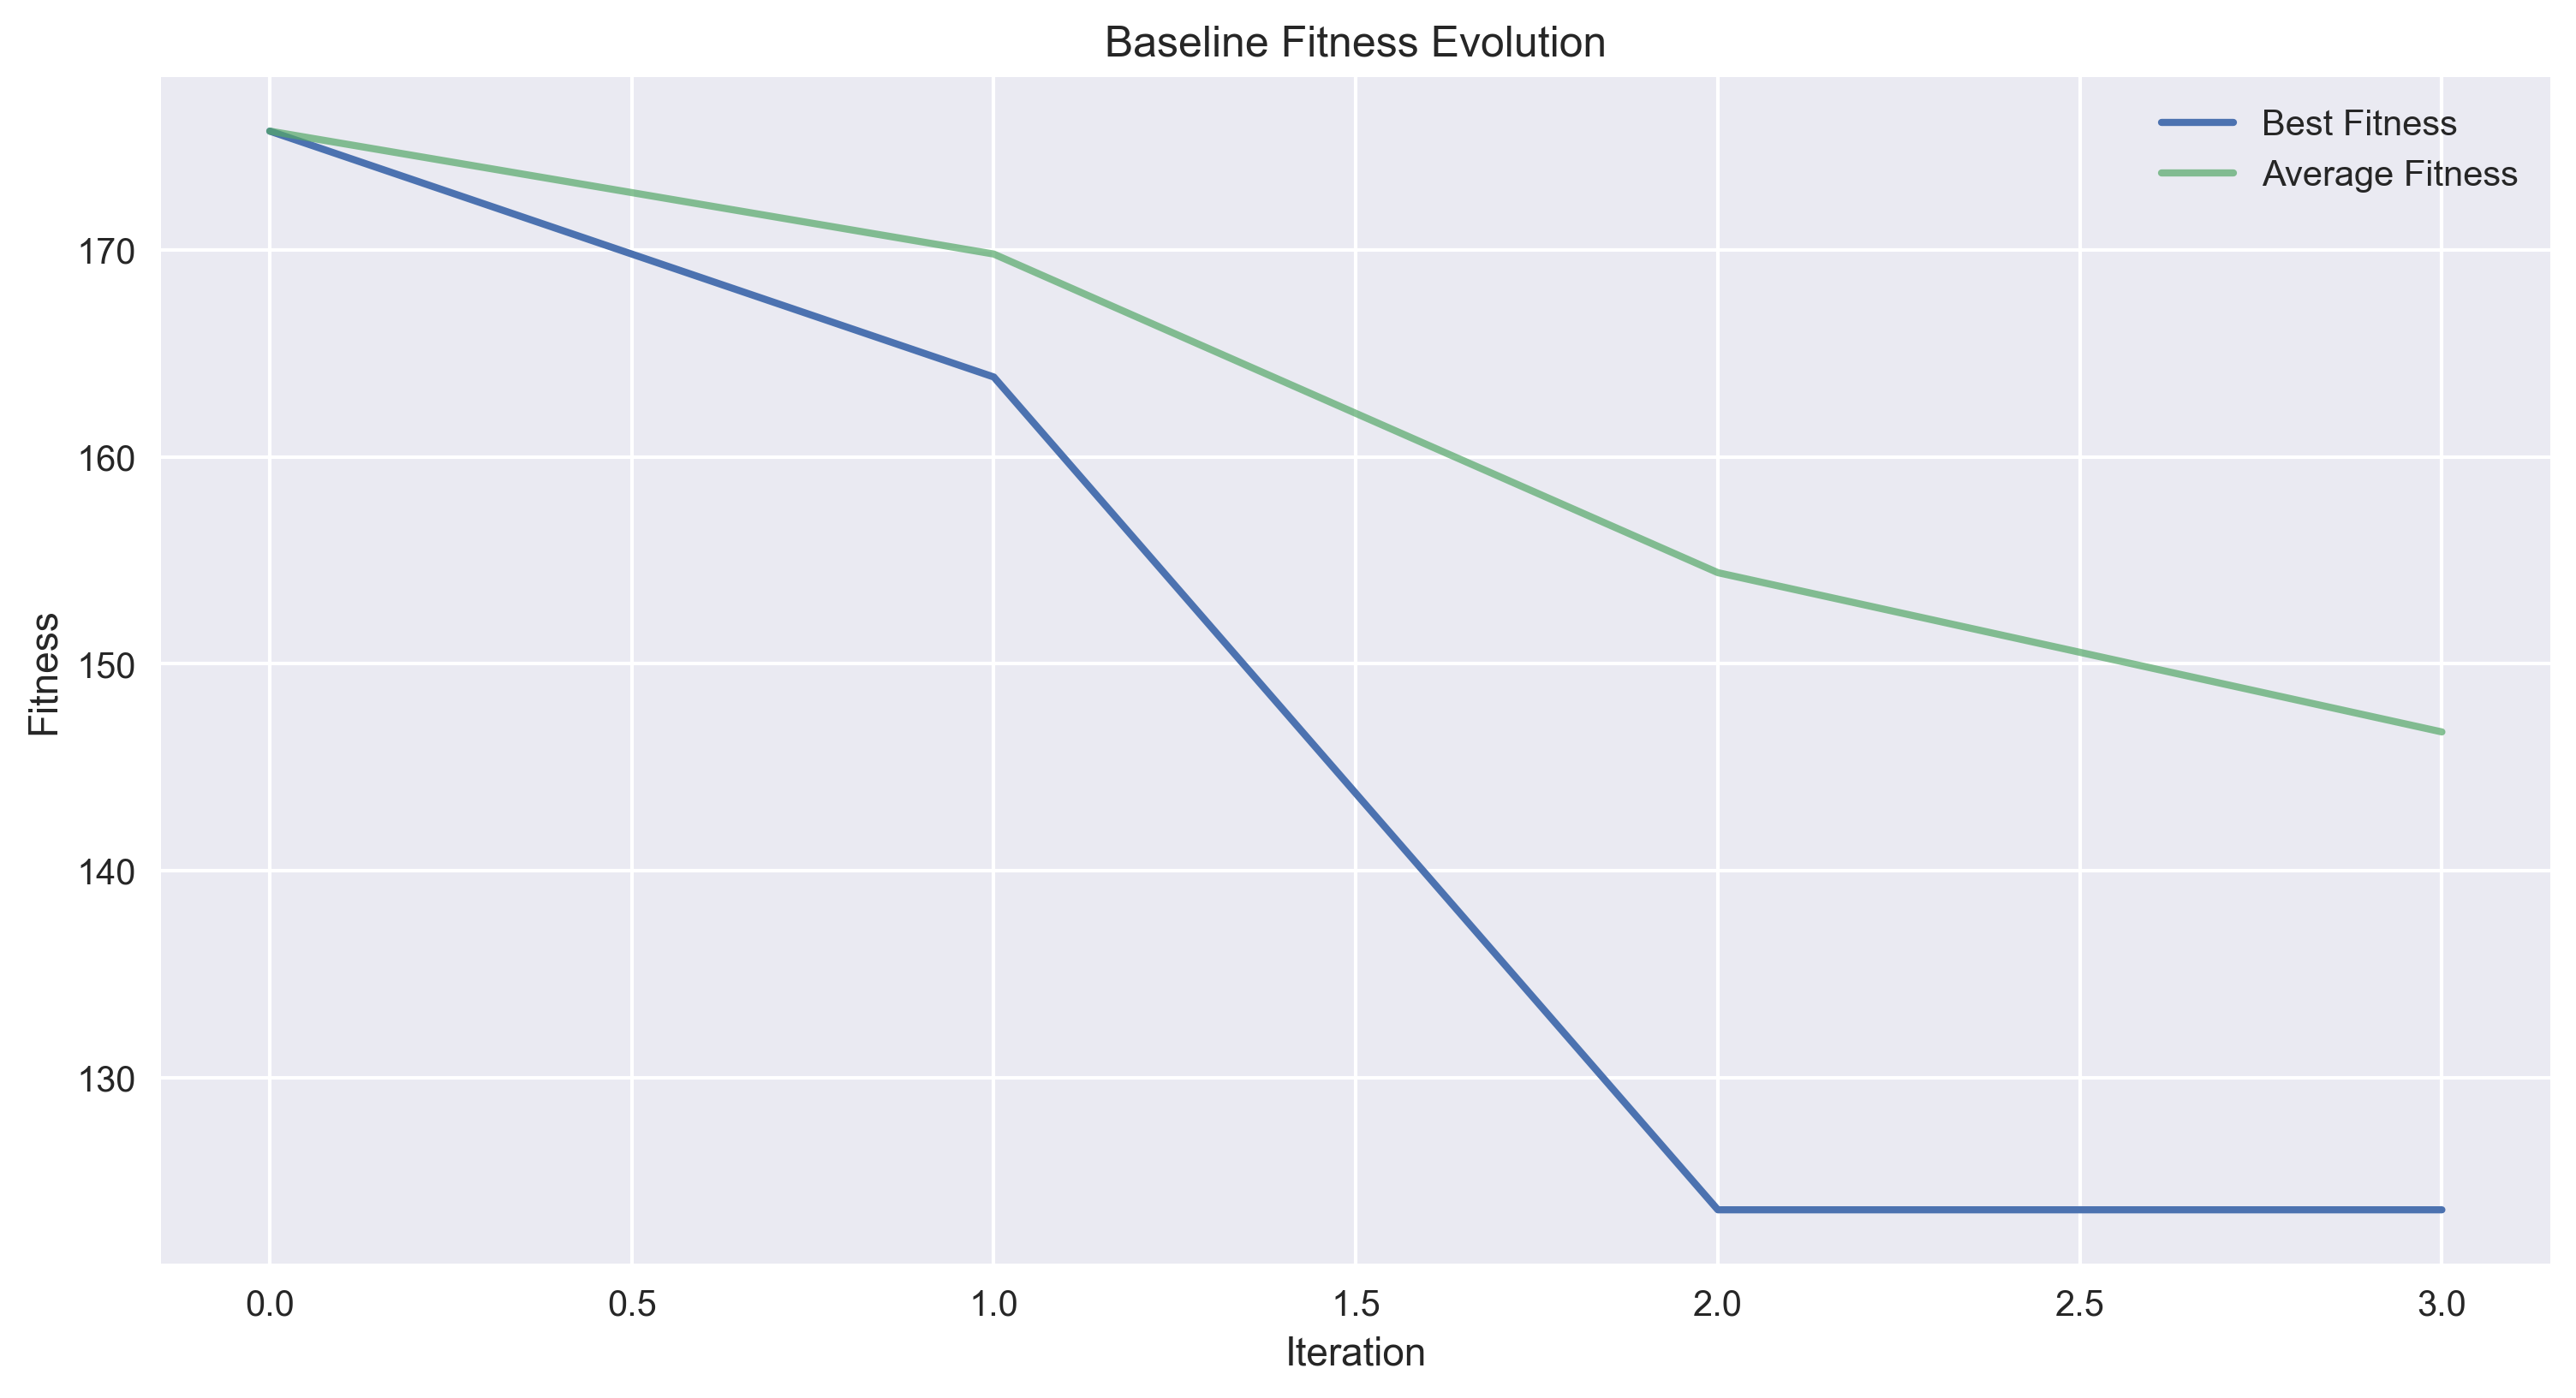 Baseline Fitness Evolution
Best Fitness
Average Fitness
170
160
150
140
130
Fitness
0.0 0.5 1.0 1.5 2.0 2.5 3.0
Iteration